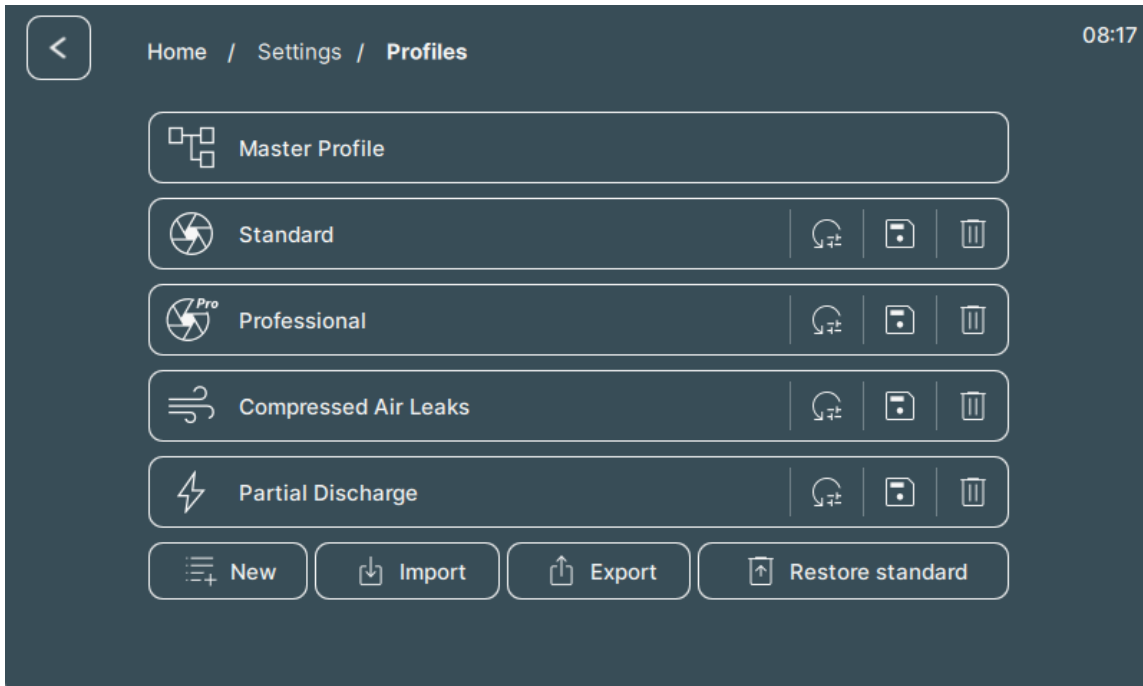 08:17
Home / Settings / Profiles
Master Profile
Standard
Pro
Professional
Compressed Air Leaks
Partial Discharge
New Import Export Restore standard